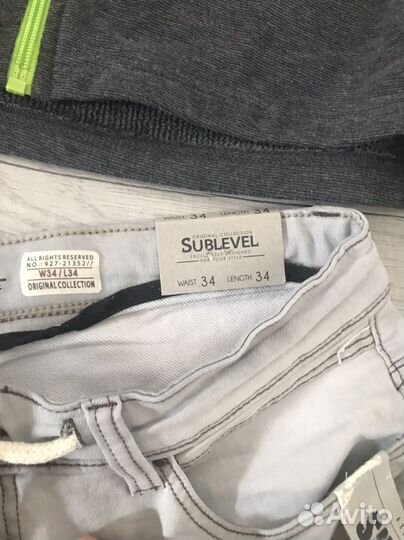 WAIST 34 LENGTH 34
ORIGINAL COLLECTION
SUBLEVEL
FOR YOUR STYLE
WAIST 34 LENGTH 34
ALL RIGHTS RESERVED
NO.: 927-21352//
W34/L34
ORIGINAL COLLECTION
Avito